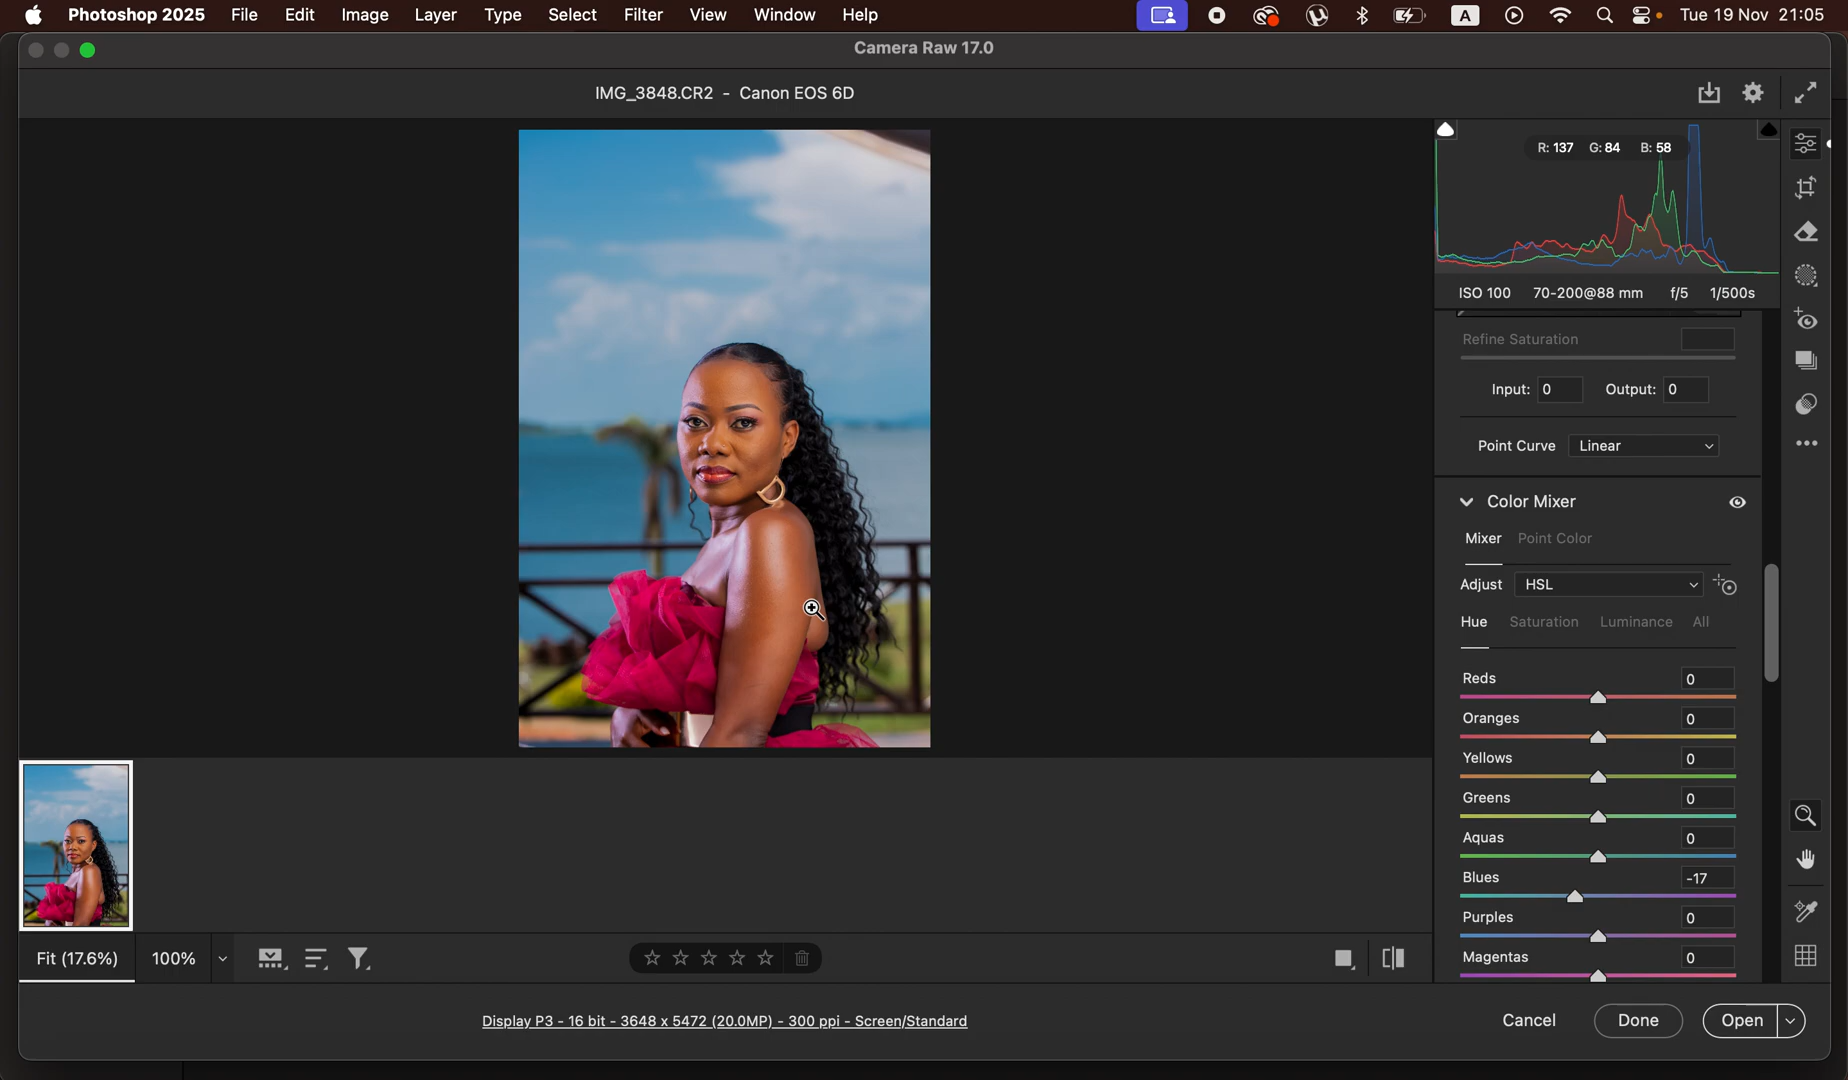 Photoshop 2025 File Edit Image Layer Type Select Filter View Window Help A Tue 19 Nov 21:05
Camera Raw 17.0
IMG_3848.CR2 - Canon EOS 6D
R: 137 G: 84 B: 58
ISO 100 70-200@88 mm f/5 1/500s
Refine Saturation
Input: 0 Output: 0
Point Curve Linear
Color Mixer
Mixer Point Color
Adjust HSL
Hue Saturation Luminance All
Reds 0
Oranges 0
Yellows 0
Greens 0
Aquas 0
Blues -17
Purples 0
Magentas 0
Fit (17.6%) 100%
Display P3 - 16 bit - 3648 x 5472 (20.0MP) - 300 ppi - Screen/Standard
Cancel Done Open